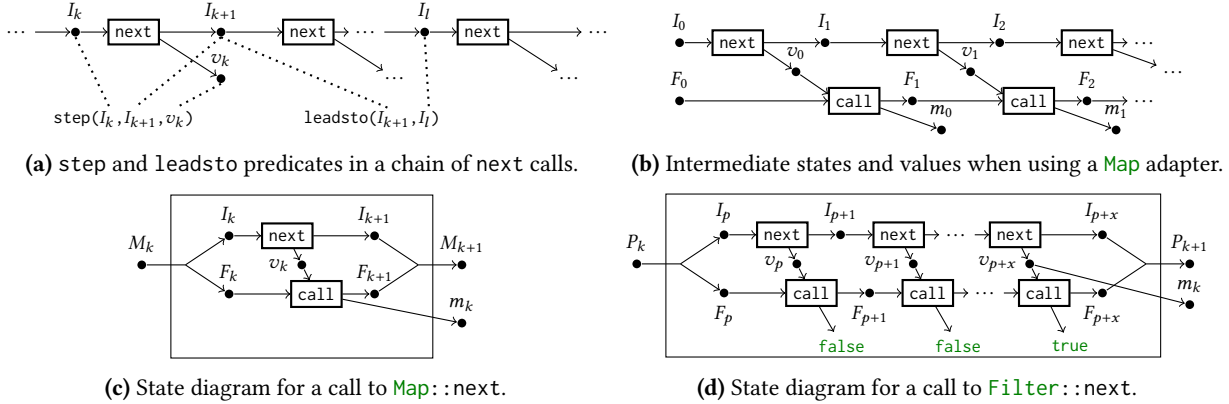 I_k I_{k+1} I_l
... next next ... next ...
v_k ... ...
step(I_k,I_{k+1},v_k) leadsto(I_{k+1},I_l)
(a) step and leadsto predicates in a chain of next calls.
I_0 I_1 I_2
next next next ...
v_0 v_1 ...
F_0 F_1 F_2
call call ...
m_0 m_1
(b) Intermediate states and values when using a Map adapter.
I_k I_{k+1}
next
M_k v_k M_{k+1}
F_k F_{k+1}
call
m_k
(c) State diagram for a call to Map::next.
I_p I_{p+1} I_{p+x}
next next ... next
P_k v_p v_{p+1} v_{p+x} P_{k+1}
call call ... call m_k
F_p F_{p+1} F_{p+x}
false false true
(d) State diagram for a call to Filter::next.